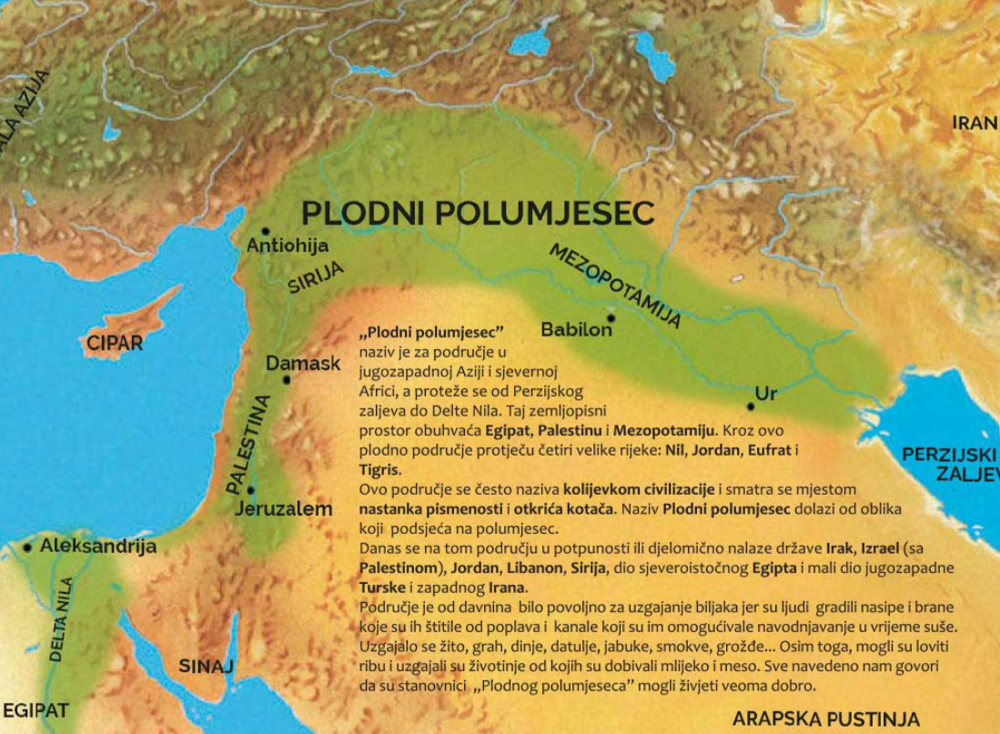 ALA AZIJA
IRAN
PLODNI POLUMJESEC
Antiohija
SIRIJA
MEZOPOTAMIJA
CIPAR
Babilon
Damask
Ur
PALESTINA
Jeruzalem
PERZIJSKI
ZALJEV
Aleksandrija
DELTA NILA
SINAJ
EGIPAT
ARAPSKA PUSTINJA
„Plodni polumjesec”
naziv je za područje u
jugozapadnoj Aziji i sjevernoj
Africi, a proteže se od Perzijskog
zaljeva do Delte Nila. Taj zemljopisni
prostor obuhvaća Egipat, Palestinu i Mezopotamiju. Kroz ovo
plodno područje protječu četiri velike rijeke: Nil, Jordan, Eufrat i
Tigris.
Ovo područje se često naziva kolijevkom civilizacije i smatra se mjestom
nastanka pismenosti i otkrića kotača. Naziv Plodni polumjesec dolazi od oblika
koji podsjeća na polumjesec.
Danas se na tom području u potpunosti ili djelomično nalaze države Irak, Izrael (sa
Palestinom), Jordan, Libanon, Sirija, dio sjeveroistočnog Egipta i mali dio jugozapadne
Turske i zapadnog Irana.
Područje je od davnina bilo povoljno za uzgajanje biljaka jer su ljudi gradili nasipe i brane
koje su ih štitile od poplava i kanale koji su im omogućivale navodnjavanje u vrijeme suše.
Uzgajalo se žito, grah, dinje, datulje, jabuke, smokve, grožđe... Osim toga, mogli su loviti
ribu i uzgajali su životinje od kojih su dobivali mlijeko i meso. Sve navedeno nam govori
da su stanovnici „Plodnog polumjeseca” mogli živjeti veoma dobro.